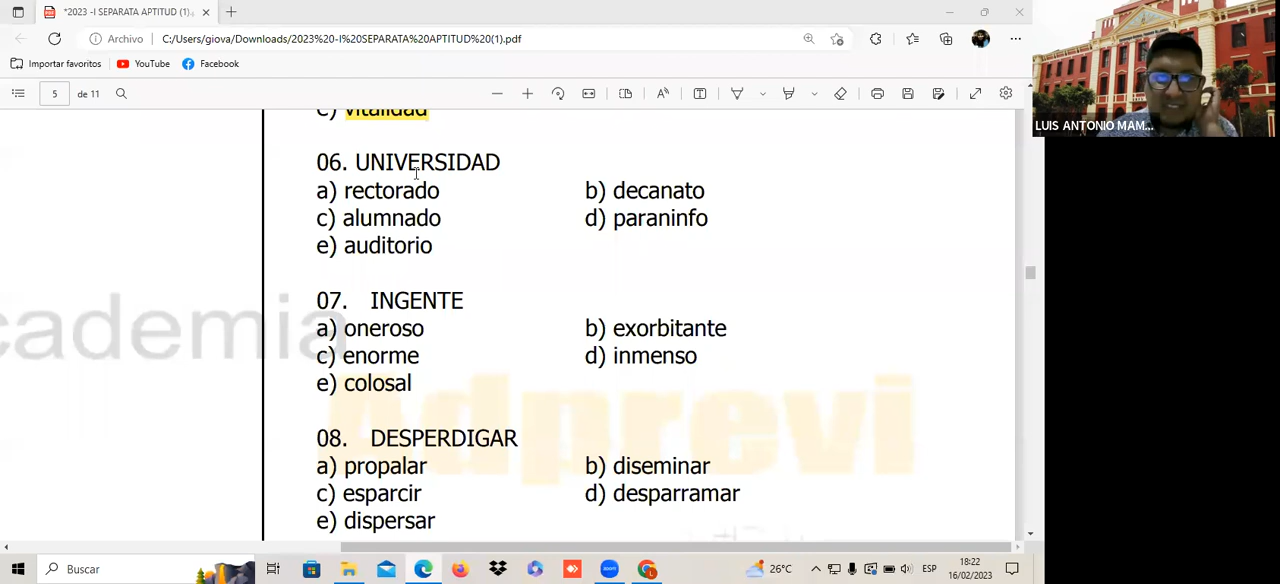 *2023 -I SEPARATA APTITUD (1).
Archivo C:/Users/giova/Downloads/2023%20-I%20SEPARATA%20APTITUD%20(1).pdf
Importar favoritos YouTube Facebook
5 de 11
LUIS ANTONIO MAM...
e) vitalidad
06. UNIVERSIDAD
a) rectorado b) decanato
c) alumnado d) paraninfo
e) auditorio
07. INGENTE
a) oneroso b) exorbitante
c) enorme d) inmenso
e) colosal
08. DESPERDIGAR
a) propalar b) diseminar
c) esparcir d) desparramar
e) dispersar
cademia
Adprevi
Buscar 26°C ESP 18:22
16/02/2023